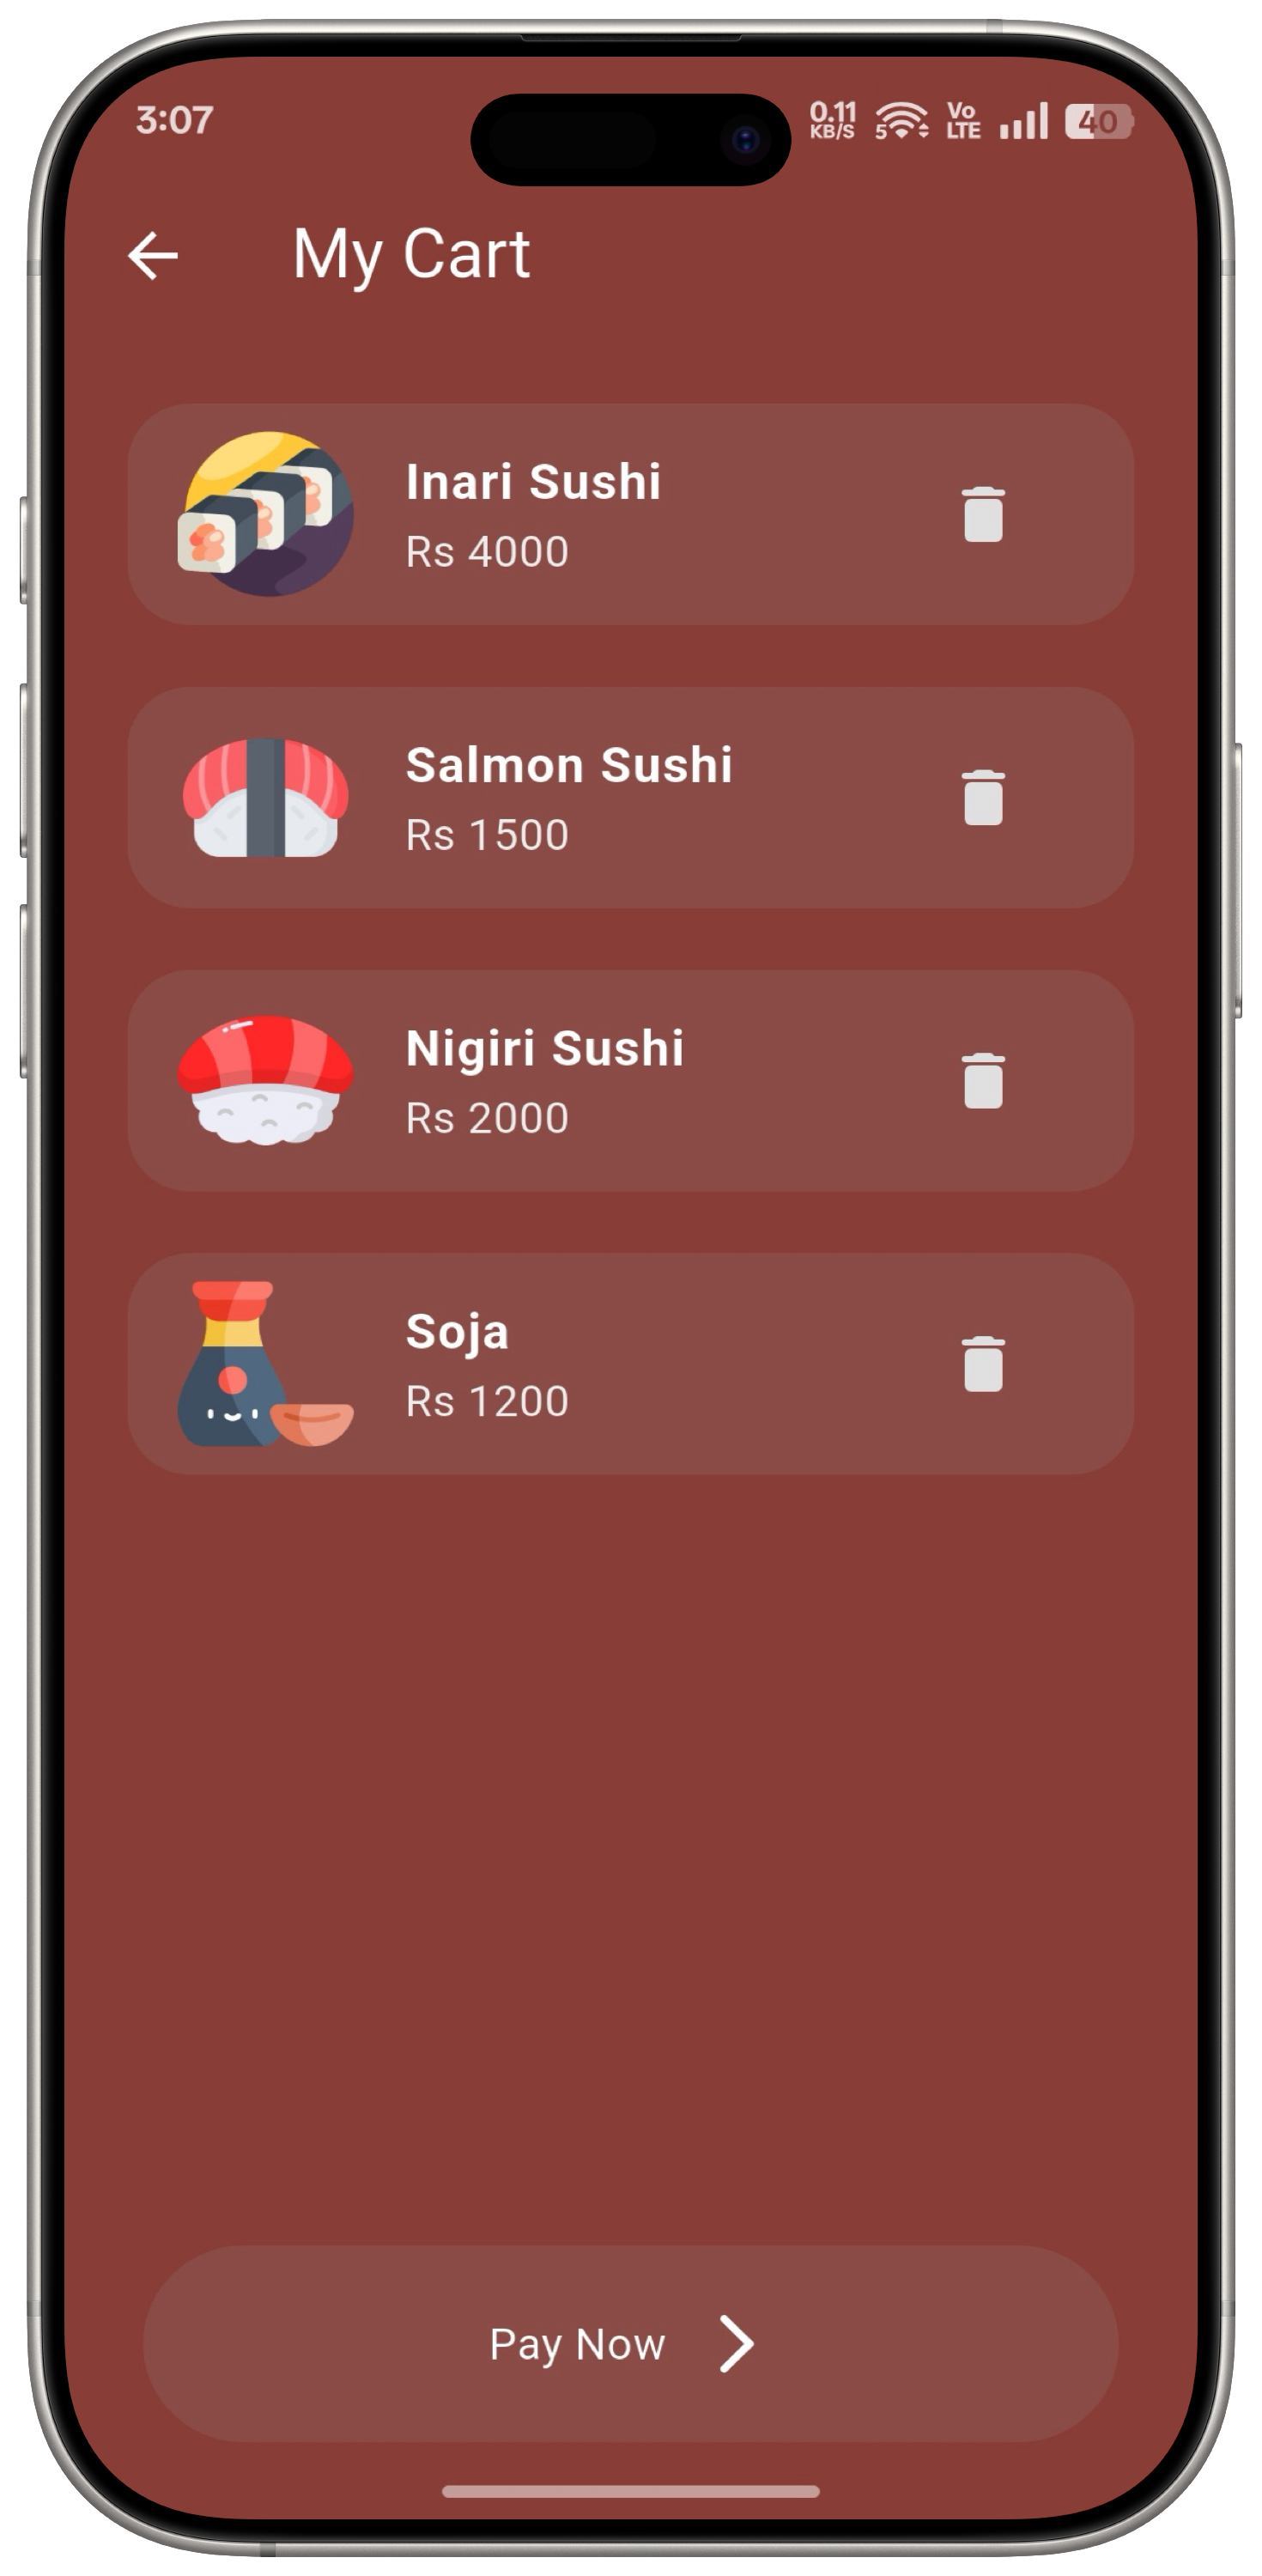 3:07
0.11
KB/S
5
Vo
LTE
40
My Cart
Inari Sushi
Rs 4000
Salmon Sushi
Rs 1500
Nigiri Sushi
Rs 2000
Soja
Rs 1200
Pay Now